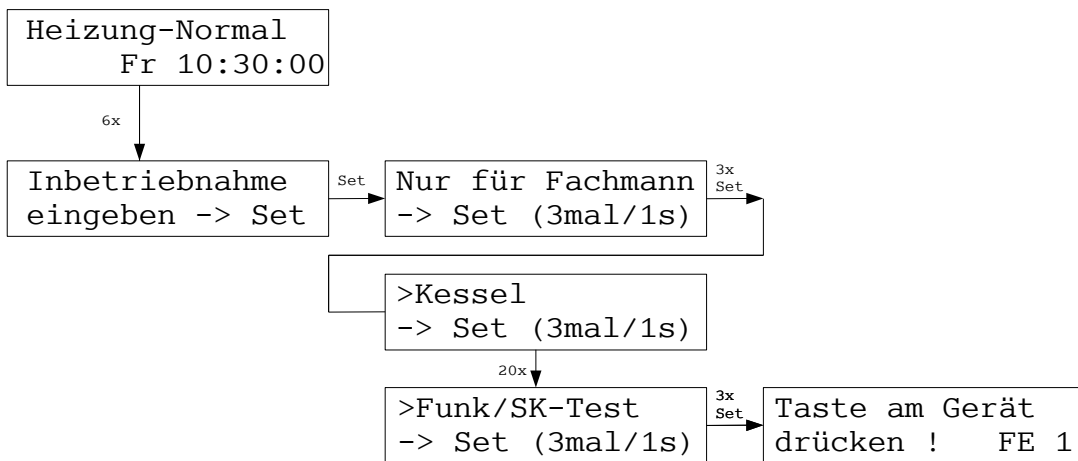 Heizung-Normal
Fr 10:30:00
6x
Inbetriebnahme
eingeben -> Set
Set
Nur für Fachmann
-> Set (3mal/1s)
3x
Set
>Kessel
-> Set (3mal/1s)
20x
>Funk/SK-Test
-> Set (3mal/1s)
3x
Set
Taste am Gerät
drücken ! FE 1